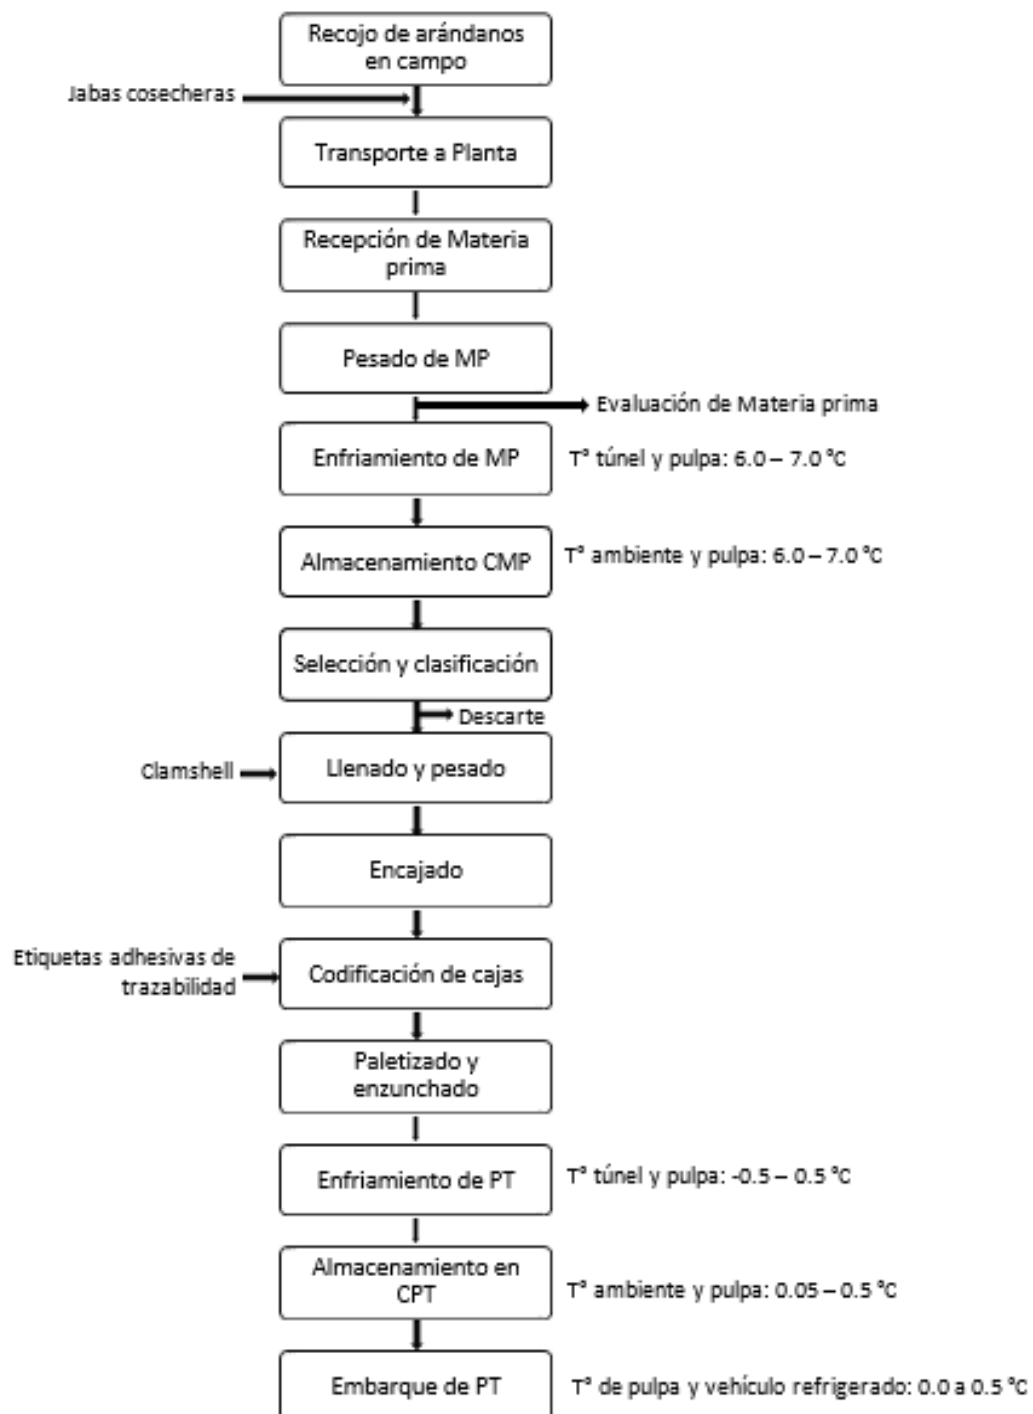 Recojo de arándanos
en campo
Jabas cosecheras
Transporte a Planta
Recepción de Materia
prima
Pesado de MP
Evaluación de Materia prima
Enfriamiento de MP
T° túnel y pulpa: 6.0 – 7.0 °C
Almacenamiento CMP
T° ambiente y pulpa: 6.0 – 7.0 °C
Selección y clasificación
Descarte
Clamshell
Llenado y pesado
Encajado
Etiquetas adhesivas de
trazabilidad
Codificación de cajas
Paletizado y
enzunchado
Enfriamiento de PT
T° túnel y pulpa: -0.5 – 0.5 °C
Almacenamiento en
CPT
T° ambiente y pulpa: 0.05 – 0.5 °C
Embarque de PT
T° de pulpa y vehículo refrigerado: 0.0 a 0.5 °C